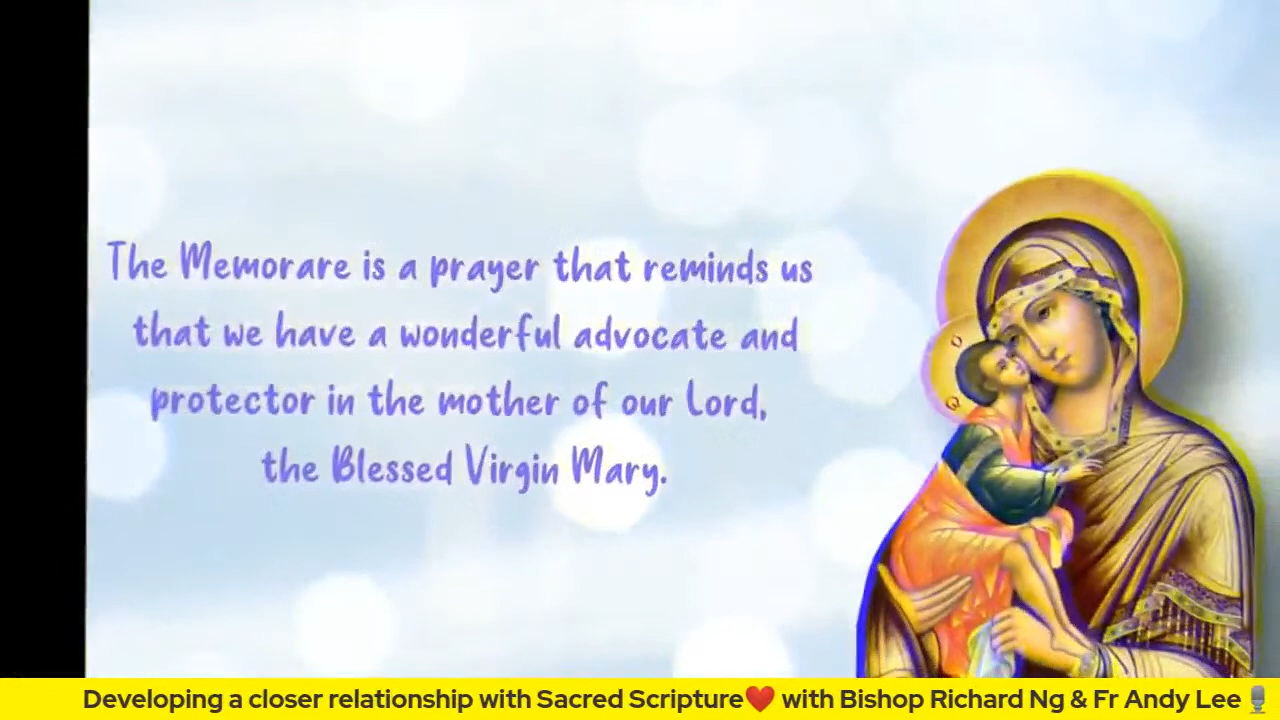 The Memorare is a prayer that reminds us
that we have a wonderful advocate and
protector in the mother of our Lord,
the Blessed Virgin Mary.
Developing a closer relationship with Sacred Scripture❤️ with Bishop Richard Ng & Fr Andy Lee🎙️